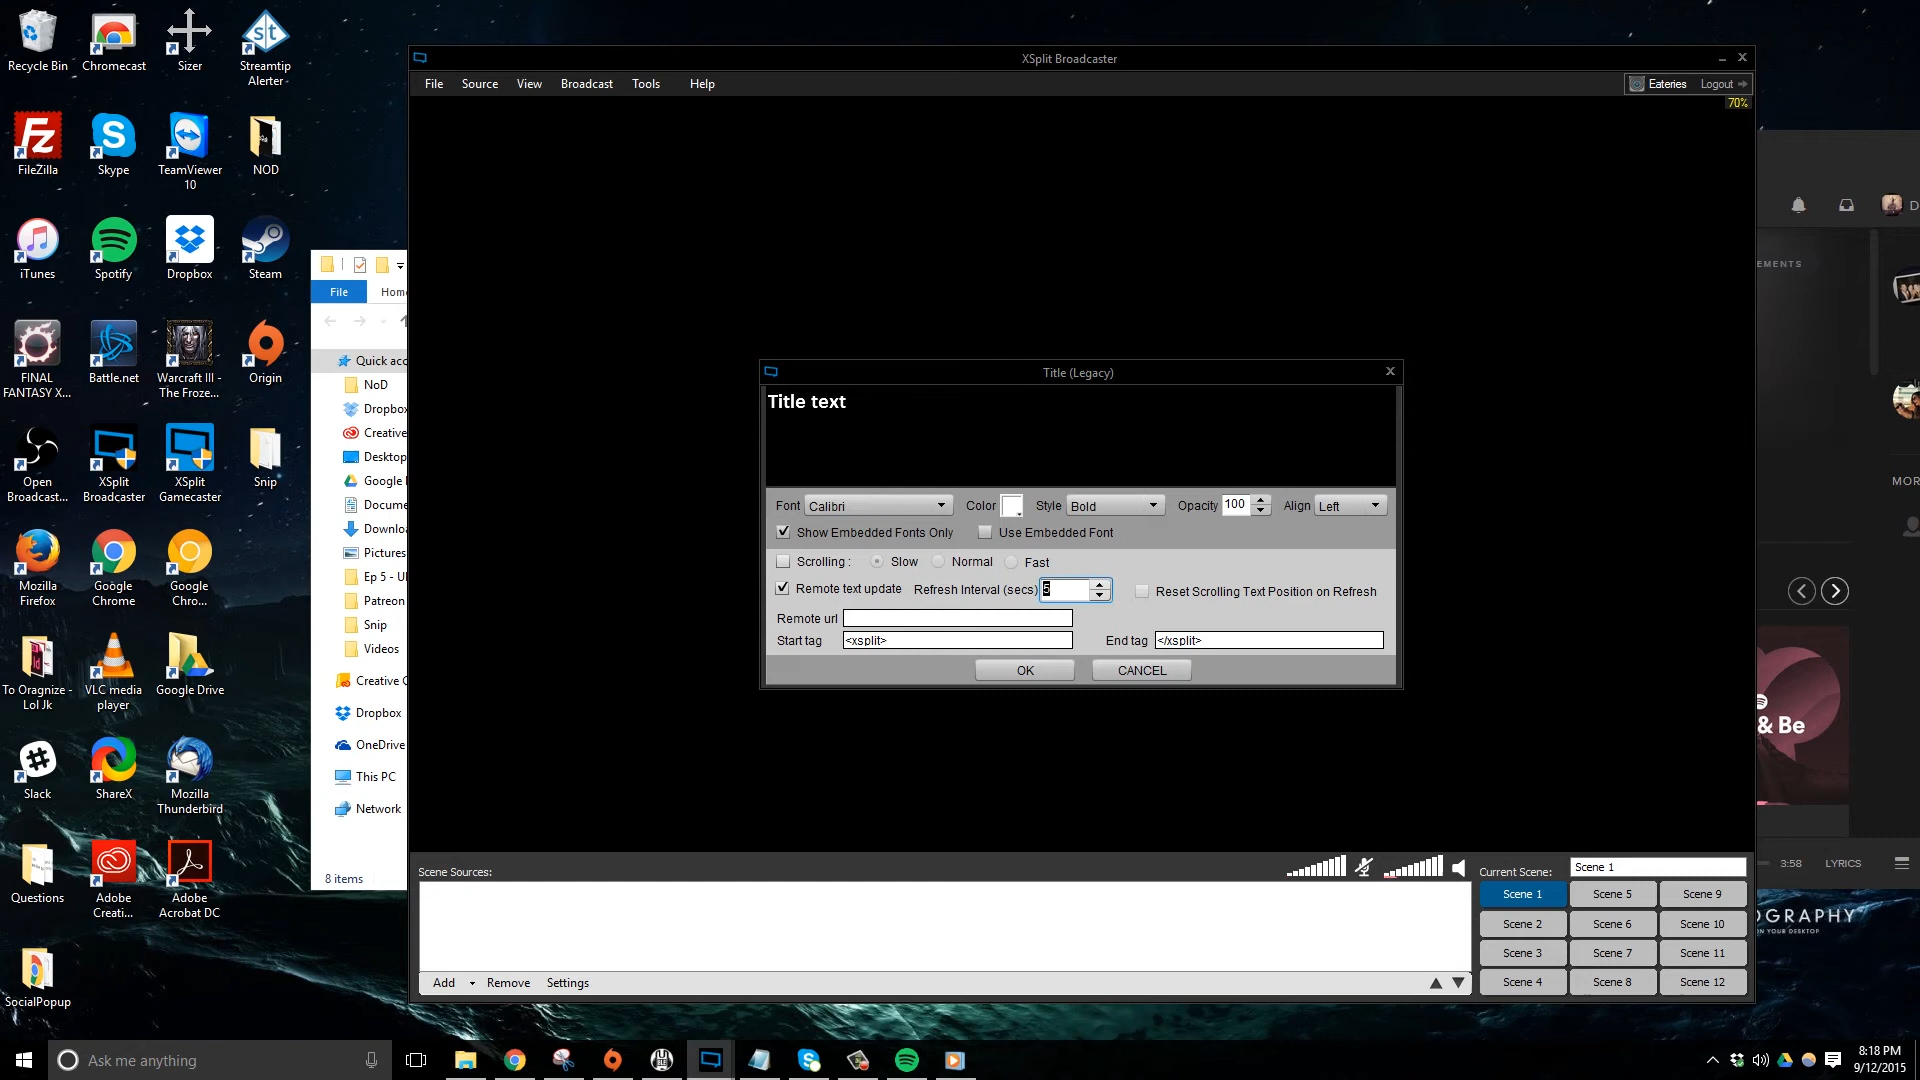 Recycle Bin
Chromecast
Sizer
Streamtip
Alerter
FileZilla
Skype
TeamViewer
10
NOD
iTunes
Spotify
Dropbox
Steam
FINAL
FANTASY X...
Battle.net
Warcraft III -
The Froze...
Origin
Open
Broadcast...
XSplit
Broadcaster
XSplit
Gamecaster
Snip
Mozilla
Firefox
Google
Chrome
Google
Chro...
To Oragnize -
Lol Jk
VLC media
player
Google Drive
Slack
ShareX
Mozilla
Thunderbird
Questions
Adobe
Creati...
Adobe
Acrobat DC
SocialPopup
File
Home
Quick acc
NoD
Dropbox
Creative
Desktop
Google
Docume
Downloa
Pictures
Ep 5 - Ul
Patreon
Snip
Videos
Creative C
Dropbox
OneDrive
This PC
Network
8 items
XSplit Broadcaster
File Source View Broadcast Tools Help
Eateries Logout
70%
Title (Legacy)
Title text
Font Calibri Color Style Bold Opacity 100 Align Left
Show Embedded Fonts Only Use Embedded Font
Scrolling : Slow Normal Fast
Remote text update Refresh Interval (secs) 5 Reset Scrolling Text Position on Refresh
Remote url
Start tag <xsplit> End tag </xsplit>
OK CANCEL
Scene Sources:
Add Remove Settings
Current Scene: Scene 1
Scene 1 Scene 5 Scene 9
Scene 2 Scene 6 Scene 10
Scene 3 Scene 7 Scene 11
Scene 4 Scene 8 Scene 12
D
EMENTS
MOR
& Be
3:58 LYRICS
OGRAPHY
ON YOUR DESKTOP
Ask me anything
8:18 PM
9/12/2015